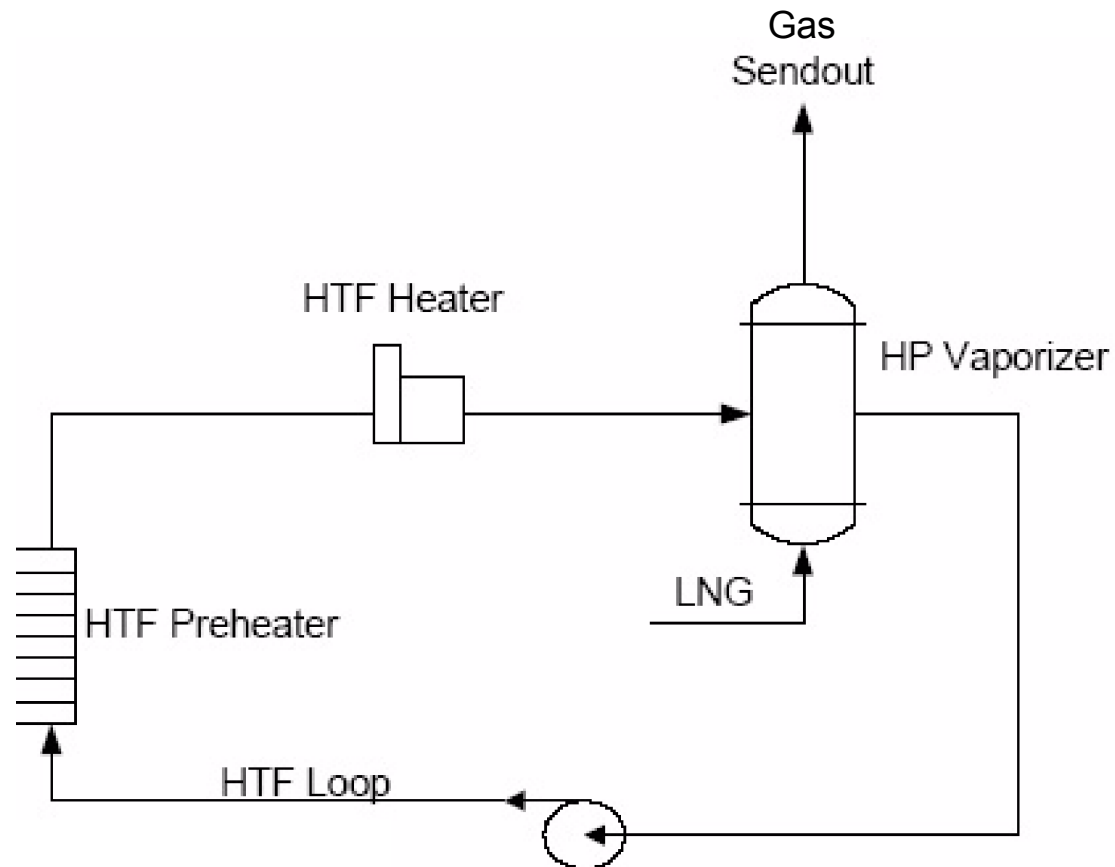 Gas
Sendout
HTF Heater
HP Vaporizer
LNG
HTF Preheater
HTF Loop